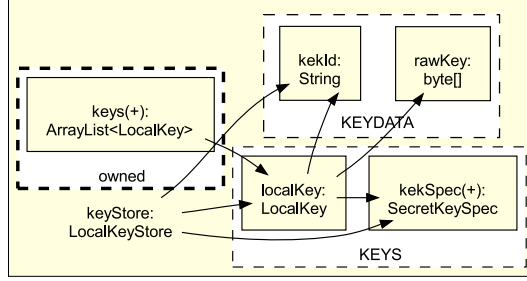 kekId:
String
rawKey:
byte[]
KEYDATA
keys(+):
ArrayList<LocalKey>
owned
localKey:
LocalKey
kekSpec(+):
SecretKeySpec
KEYS
keyStore:
LocalKeyStore